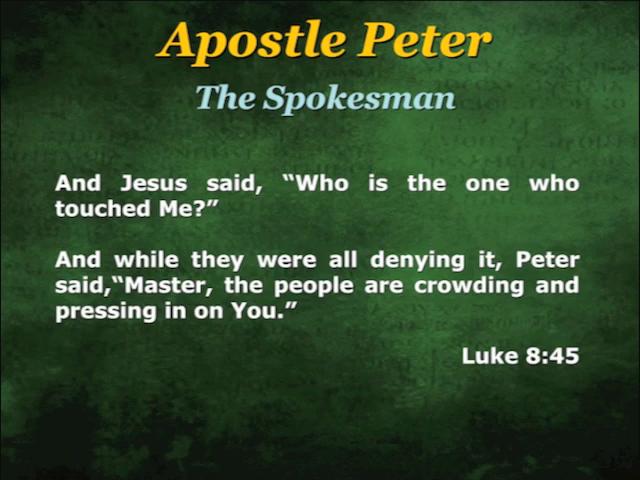 Apostle Peter
The Spokesman
And Jesus said, “Who is the one who
touched Me?”
And while they were all denying it, Peter
said,“Master, the people are crowding and
pressing in on You.”
Luke 8:45